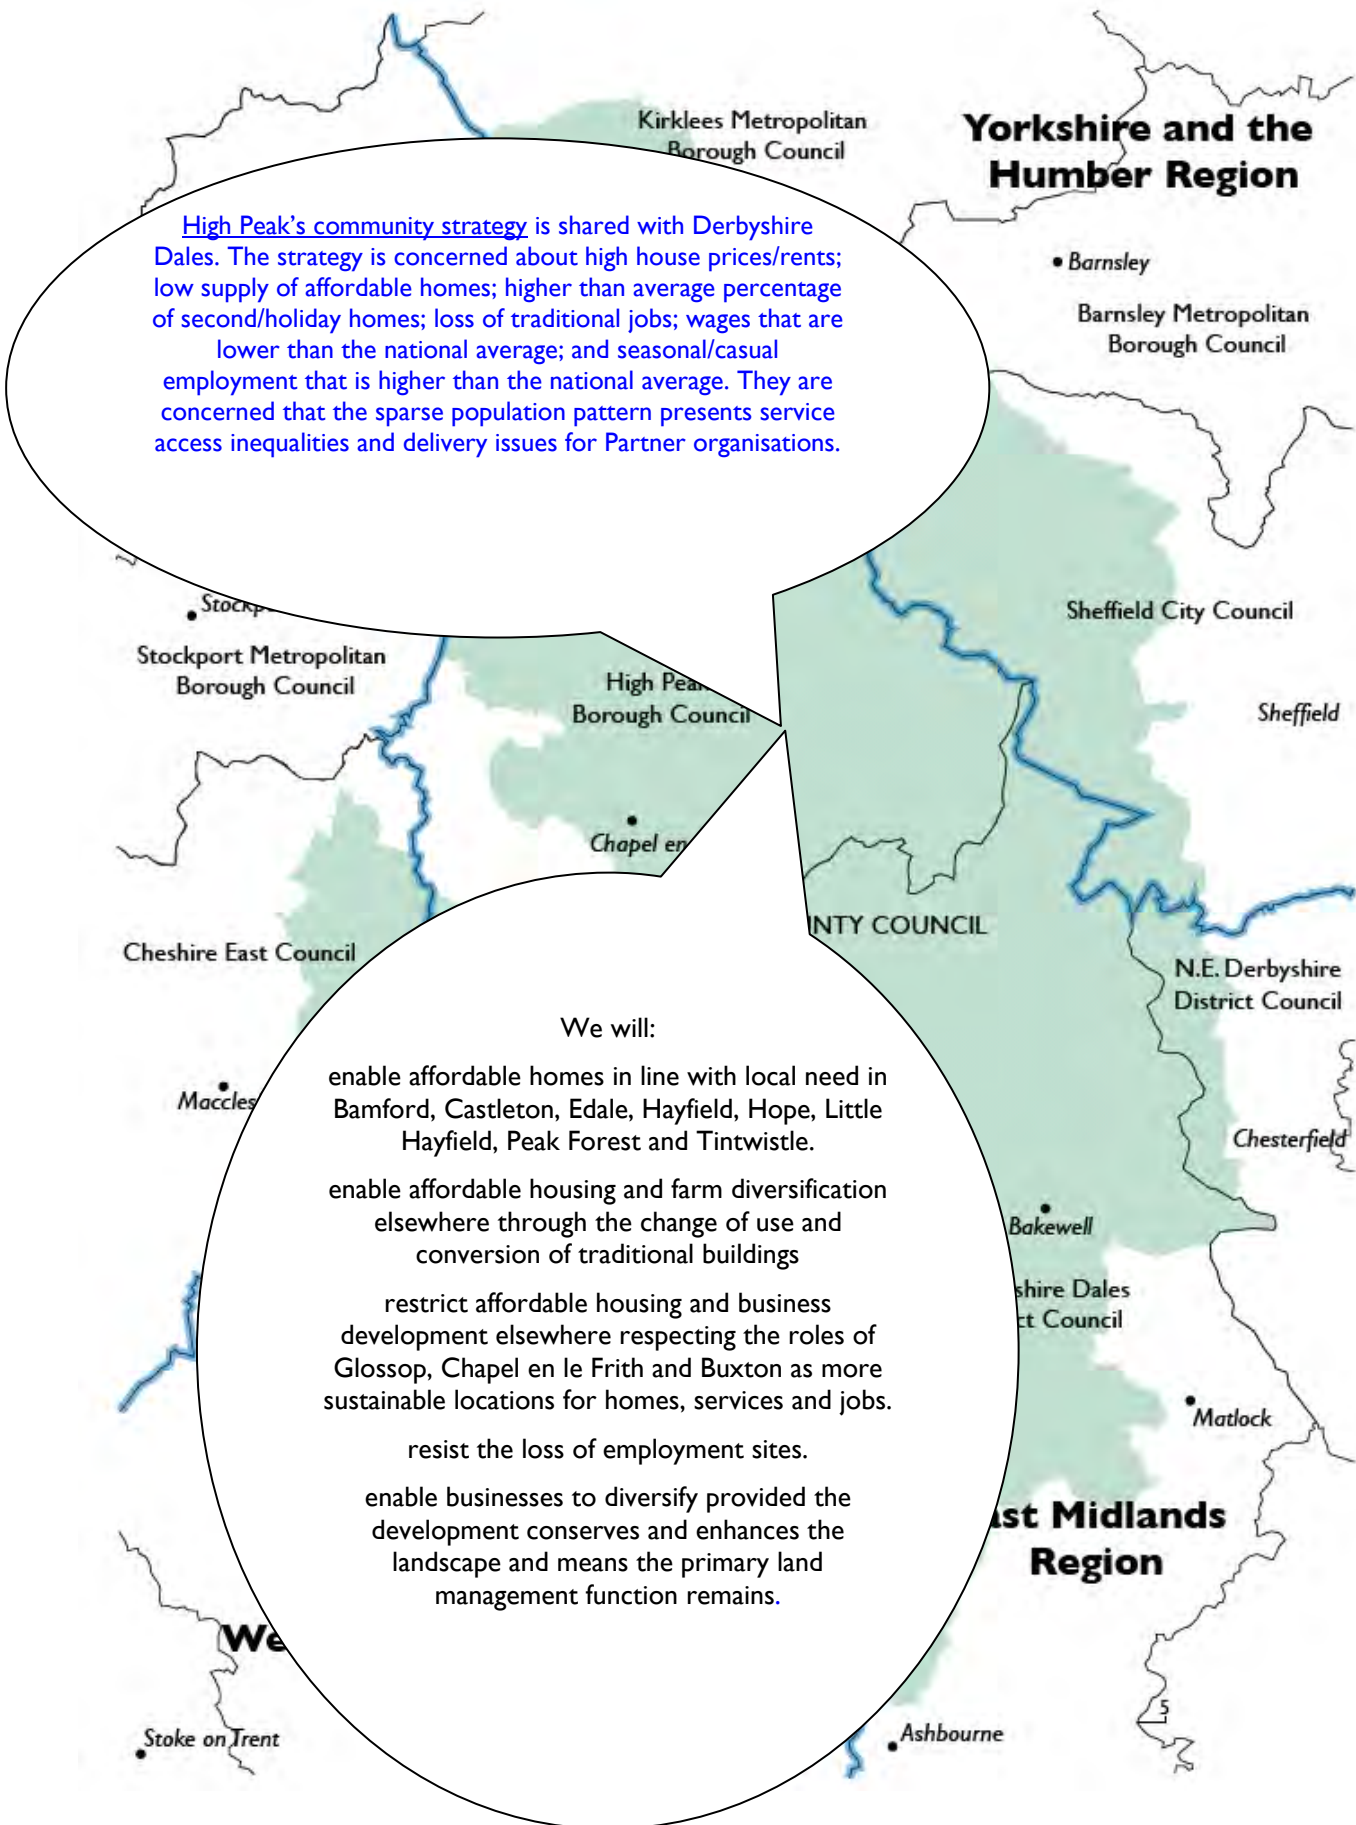 Kirklees Metropolitan
Borough Council
Yorkshire and the
Humber Region
High Peak's community strategy is shared with Derbyshire
Dales. The strategy is concerned about high house prices/rents;
low supply of affordable homes; higher than average percentage
of second/holiday homes; loss of traditional jobs; wages that are
lower than the national average; and seasonal/casual
employment that is higher than the national average. They are
concerned that the sparse population pattern presents service
access inequalities and delivery issues for Partner organisations.
Barnsley
Barnsley Metropolitan
Borough Council
Stockp
Stockport Metropolitan
Borough Council
Sheffield City Council
High Pea
Borough Council
Sheffield
Chapel en
Cheshire East Council
NTY COUNCIL
N.E. Derbyshire
District Council
Maccles
Chesterfield
We will:
enable affordable homes in line with local need in
Bamford, Castleton, Edale, Hayfield, Hope, Little
Hayfield, Peak Forest and Tintwistle.
enable affordable housing and farm diversification
elsewhere through the change of use and
conversion of traditional buildings
restrict affordable housing and business
development elsewhere respecting the roles of
Glossop, Chapel en le Frith and Buxton as more
sustainable locations for homes, services and jobs.
resist the loss of employment sites.
enable businesses to diversify provided the
development conserves and enhances the
landscape and means the primary land
management function remains.
Bakewell
shire Dales
ct Council
Matlock
ast Midlands
Region
We
Stoke on Trent
Ashbourne
5